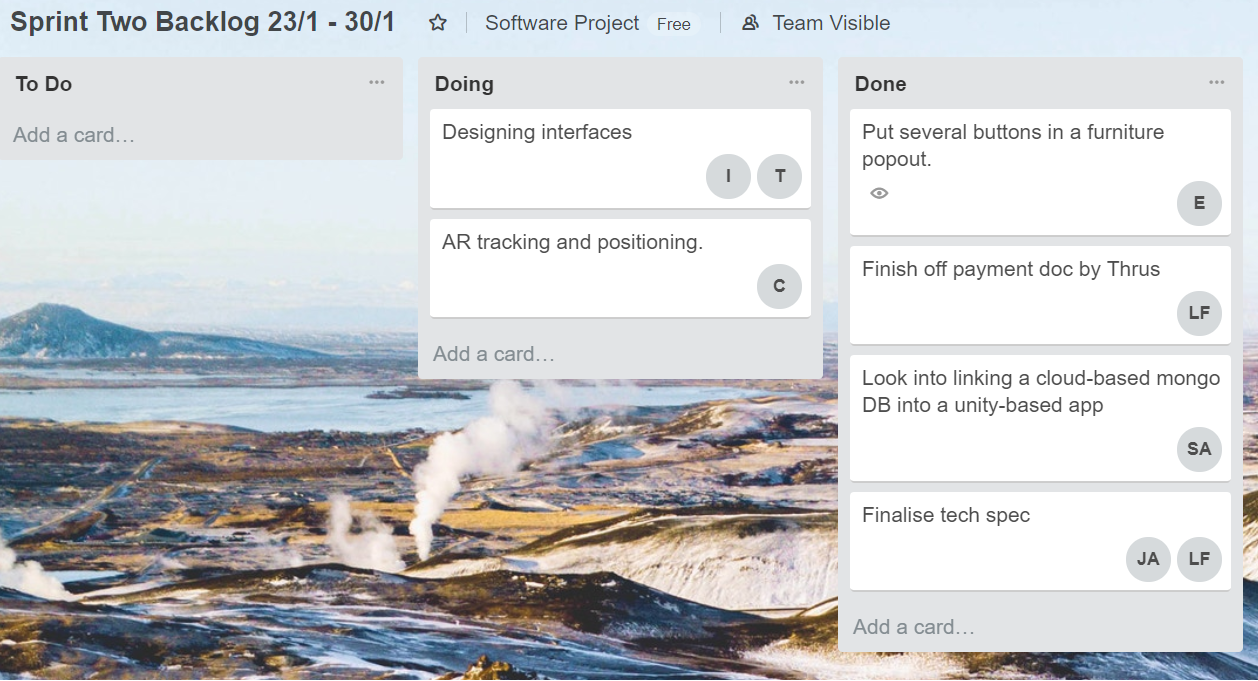 Sprint Two Backlog 23/1 - 30/1
Software Project Free
Team Visible
To Do
Add a card…
Doing
Designing interfaces
I T
AR tracking and positioning.
C
Add a card…
Done
Put several buttons in a furniture
popout.
E
Finish off payment doc by Thrus
LF
Look into linking a cloud-based mongo
DB into a unity-based app
SA
Finalise tech spec
JA LF
Add a card…